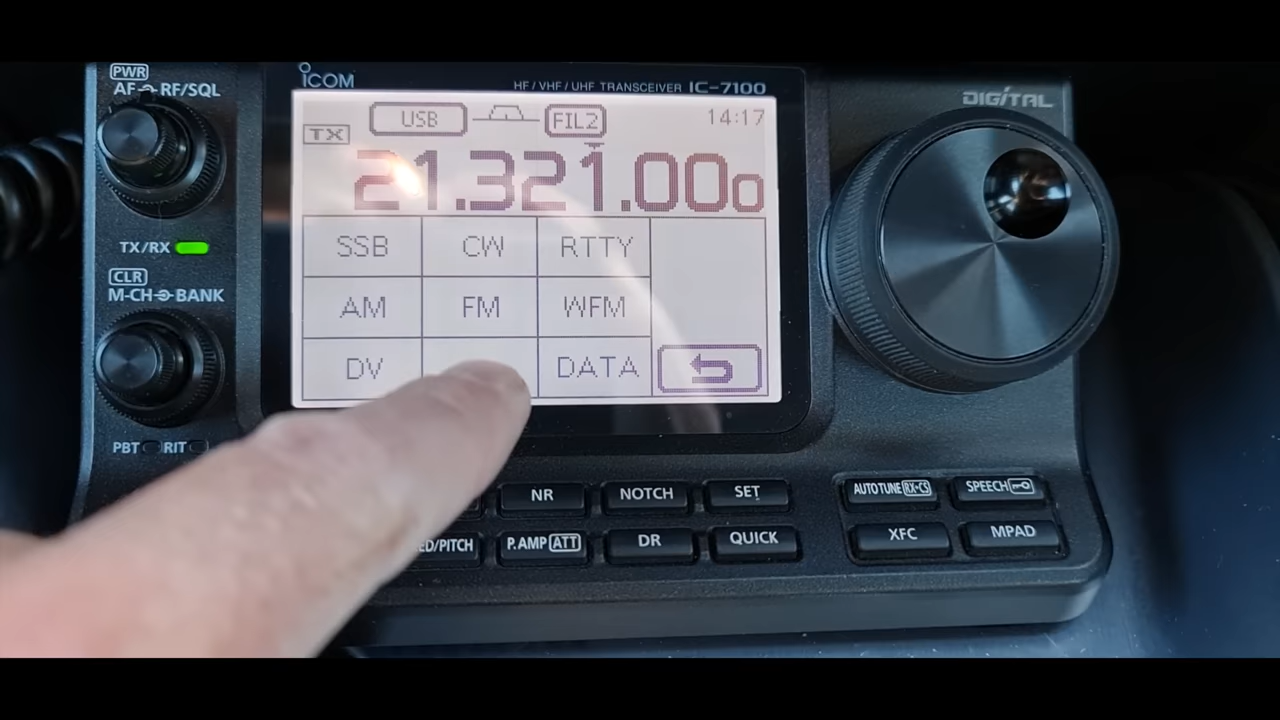 PWR
AF RF/SQL
ICOM
HF/VHF/UHF TRANSCEIVER IC-7100
DIGITAL
USB
FIL2
14:17
TX
21.321.000
TX/RX
SSB CW RTTY
CLR
M-CH BANK
AM FM WFM
DV DATA
PBT RIT
NR NOTCH SET
AUTOTUNE RX-CS SPEECH
ED/PITCH P.AMP ATT DR QUICK
XFC MPAD